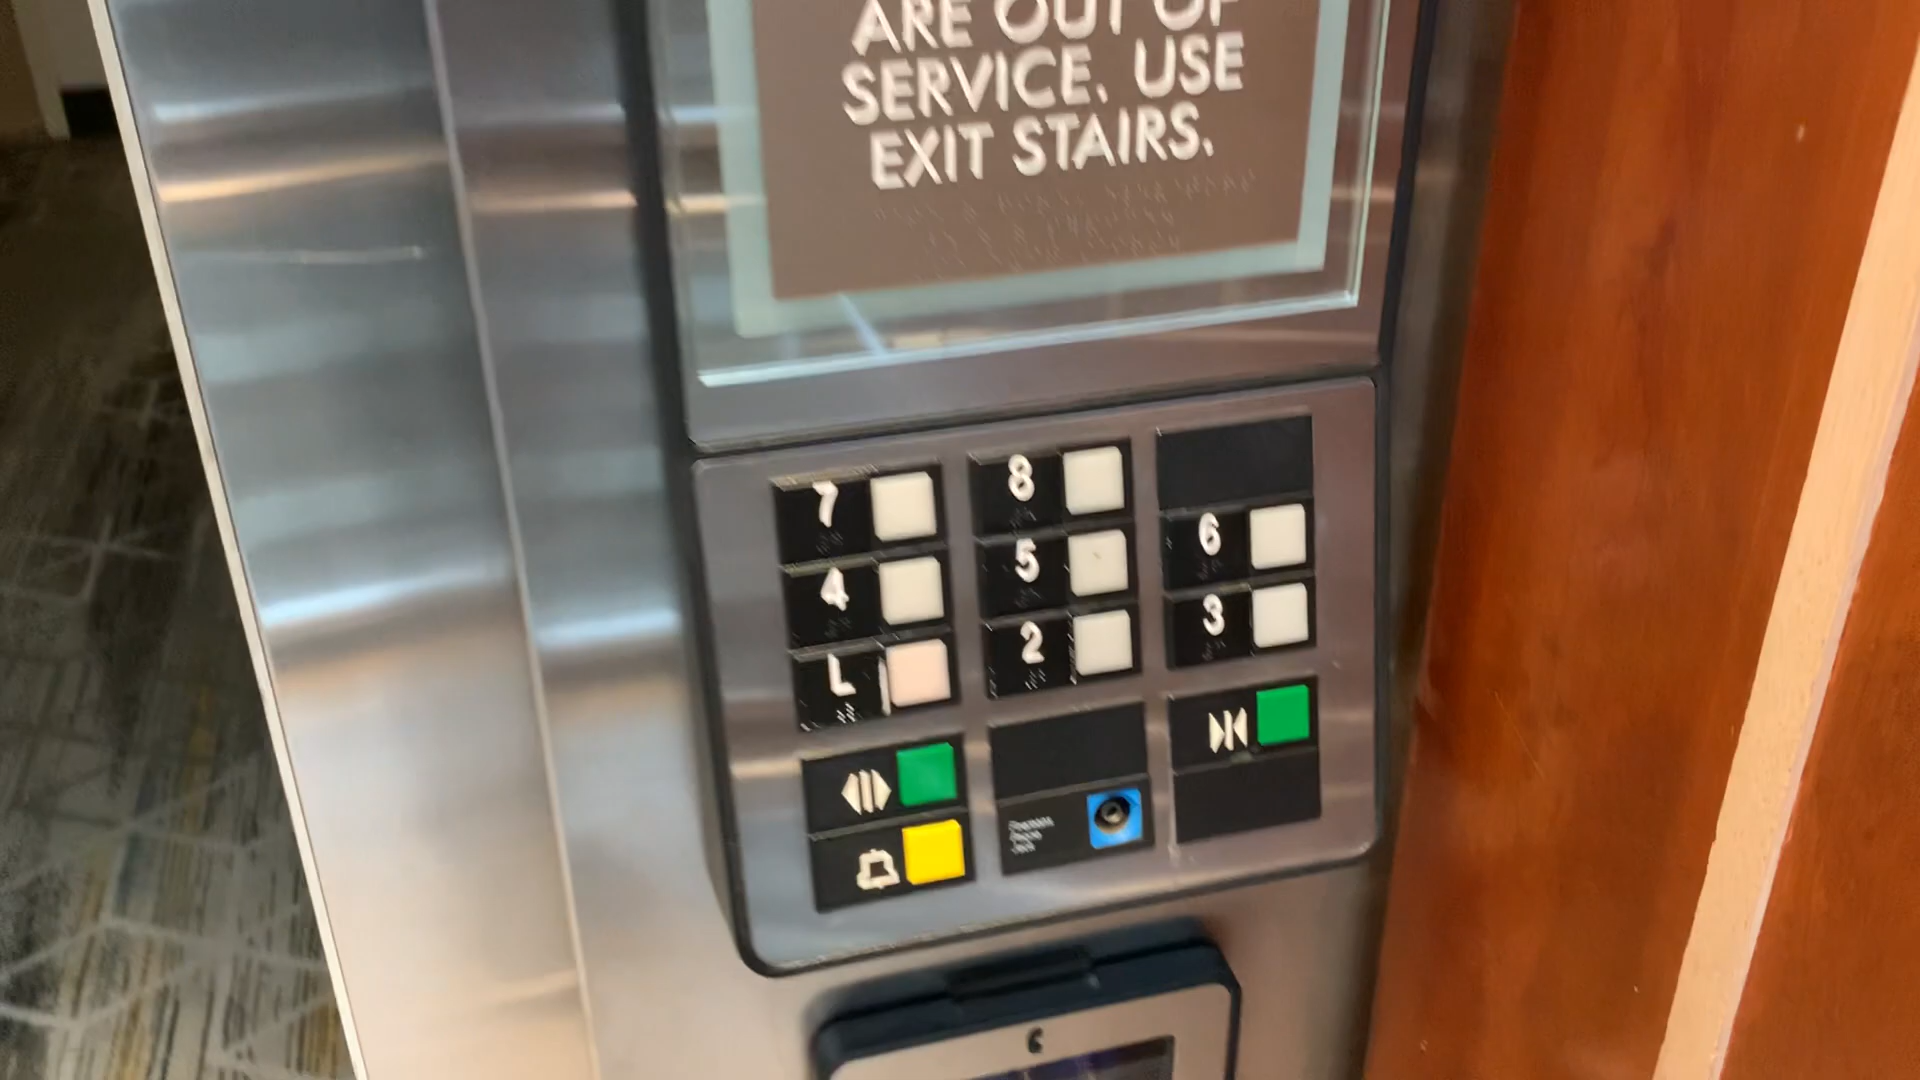 ARE OUT OF
SERVICE. USE
EXIT STAIRS.
7 8
4 5 6
L 2 3